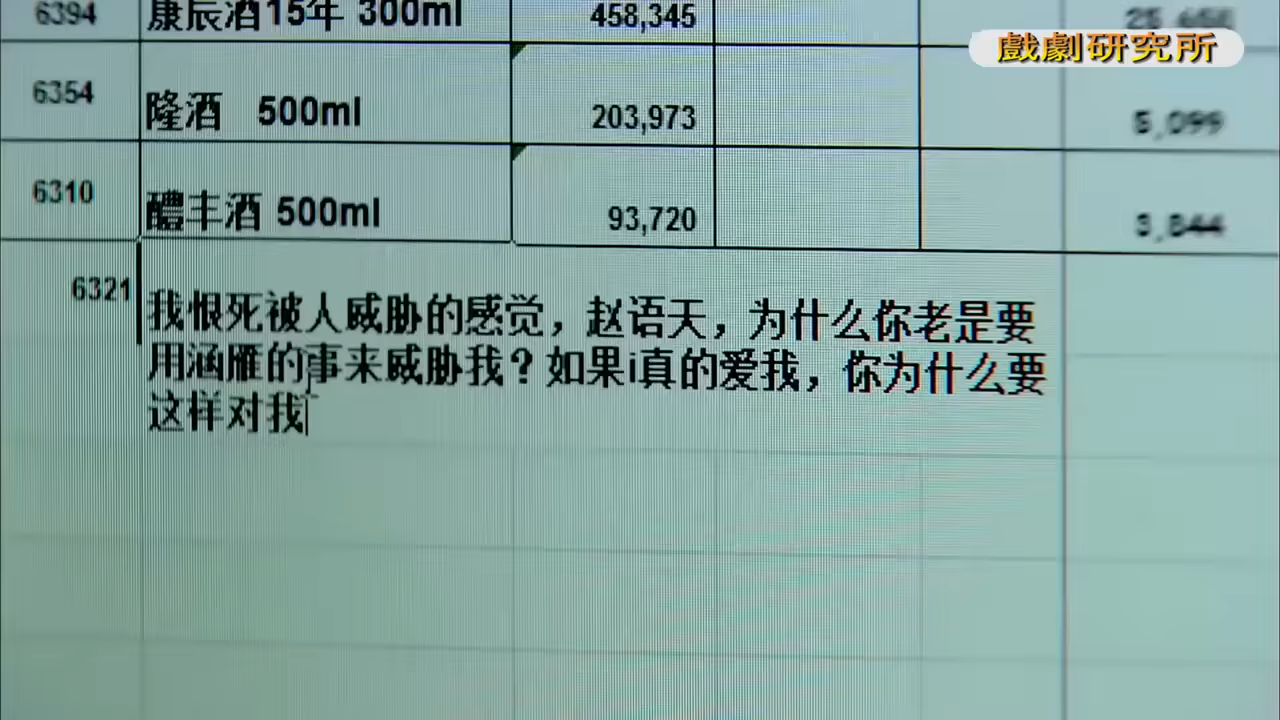 6394 康辰酒15年 300ml 458,345
戲劇研究所
6354 隆酒 500ml 203,973 5,099
6310 醴丰酒 500ml 93,720 3,844
6321 我恨死被人威胁的感觉，赵语天，为什么你老是要
用涵雁的事来威胁我？如果i真的爱我，你为什么要
这样对我